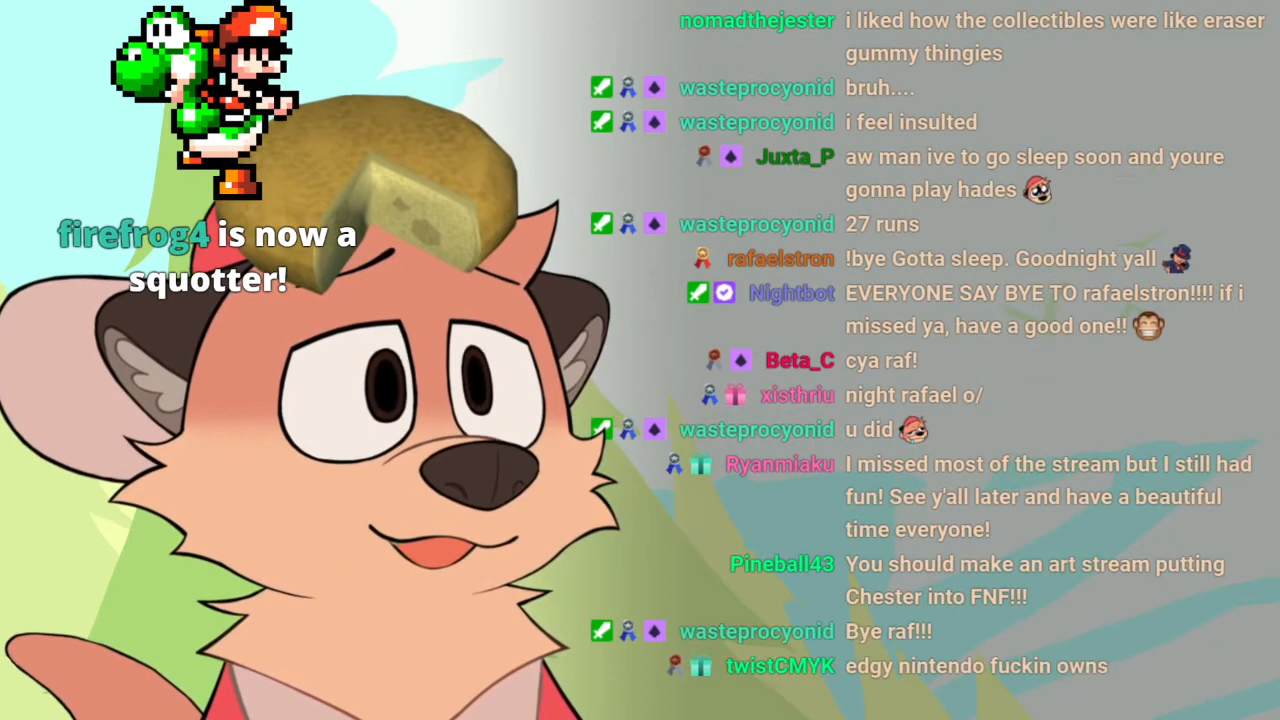 firefrog4 is now a
squotter!
nomadthejester i liked how the collectibles were like eraser
gummy thingies
wasteprocyonid bruh....
wasteprocyonid i feel insulted
Juxta_P aw man ive to go sleep soon and youre
gonna play hades
wasteprocyonid 27 runs
rafaelstron !bye Gotta sleep. Goodnight yall
Nightbot EVERYONE SAY BYE TO rafaelstron!!!! if i
missed ya, have a good one!!
Beta_C cya raf!
xisthriu night rafael o/
wasteprocyonid u did
Ryanmiaku I missed most of the stream but I still had
fun! See y'all later and have a beautiful
time everyone!
Pineball43 You should make an art stream putting
Chester into FNF!!!
wasteprocyonid Bye raf!!!
twistCMYK edgy nintendo fuckin owns